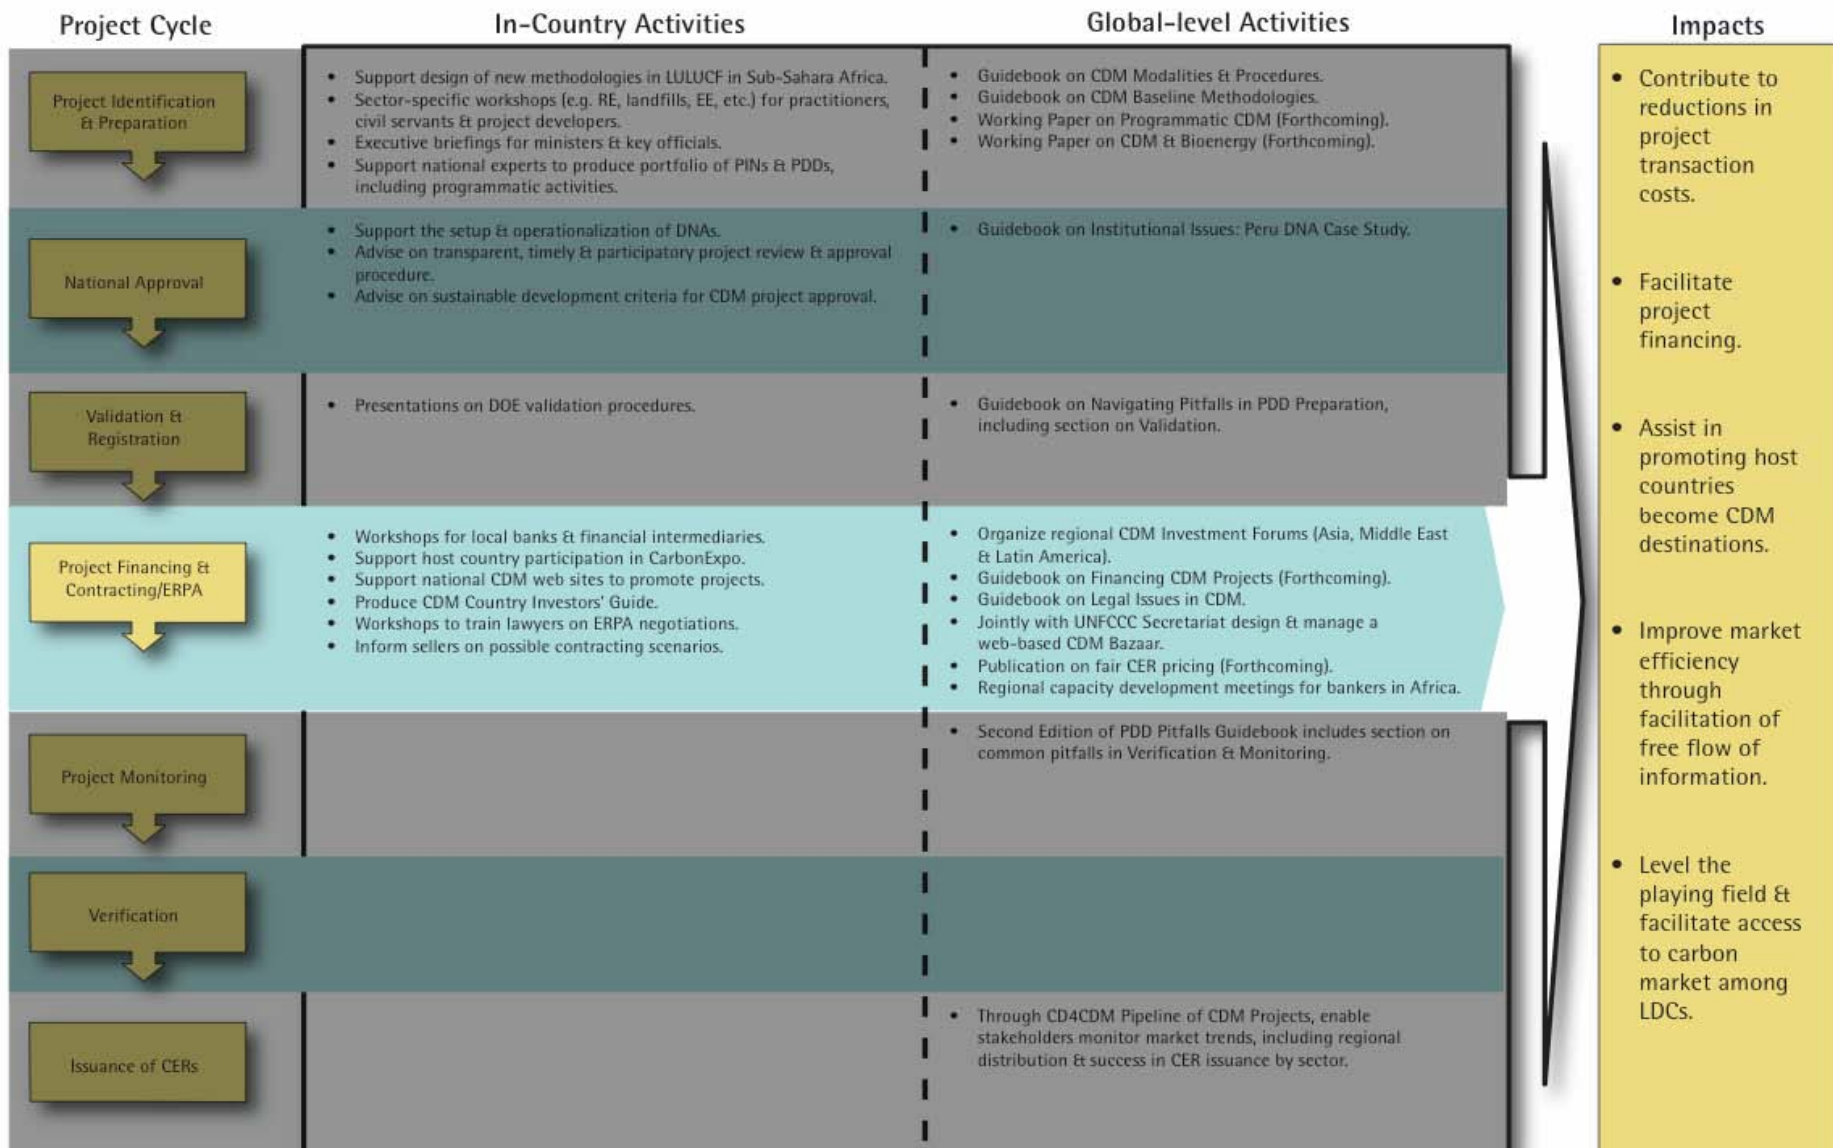 Project Cycle
In-Country Activities
Global-level Activities
Impacts
Project Identification
& Preparation
• Support design of new methodologies in LULUCF in Sub-Sahara Africa.
• Sector-specific workshops (e.g. RE, landfills, EE, etc.) for practitioners,
civil servants & project developers.
• Executive briefings for ministers & key officials.
• Support national experts to produce portfolio of PINs & PDDs,
including programmatic activities.
• Guidebook on CDM Modalities & Procedures.
• Guidebook on CDM Baseline Methodologies.
• Working Paper on Programmatic CDM (Forthcoming).
• Working Paper on CDM & Bioenergy (Forthcoming).
National Approval
• Support the setup & operationalization of DNAs.
• Advise on transparent, timely & participatory project review & approval
procedure.
• Advise on sustainable development criteria for CDM project approval.
• Guidebook on Institutional Issues: Peru DNA Case Study.
Validation &
Registration
• Presentations on DOE validation procedures.
• Guidebook on Navigating Pitfalls in PDD Preparation,
including section on Validation.
Project Financing &
Contracting/ERPA
• Workshops for local banks & financial intermediaries.
• Support host country participation in CarbonExpo.
• Support national CDM web sites to promote projects.
• Produce CDM Country Investors' Guide.
• Workshops to train lawyers on ERPA negotiations.
• Inform sellers on possible contracting scenarios.
• Organize regional CDM Investment Forums (Asia, Middle East
& Latin America).
• Guidebook on Financing CDM Projects (Forthcoming).
• Guidebook on Legal Issues in CDM.
• Jointly with UNFCCC Secretariat design & manage a
web-based CDM Bazaar.
• Publication on fair CER pricing (Forthcoming).
• Regional capacity development meetings for bankers in Africa.
Project Monitoring
• Second Edition of PDD Pitfalls Guidebook includes section on
common pitfalls in Verification & Monitoring.
Verification
Issuance of CERs
• Through CD4CDM Pipeline of CDM Projects, enable
stakeholders monitor market trends, including regional
distribution & success in CER issuance by sector.
• Contribute to
reductions in
project
transaction
costs.
• Facilitate
project
financing.
• Assist in
promoting host
countries
become CDM
destinations.
• Improve market
efficiency
through
facilitation of
free flow of
information.
• Level the
playing field &
facilitate access
to carbon
market among
LDCs.